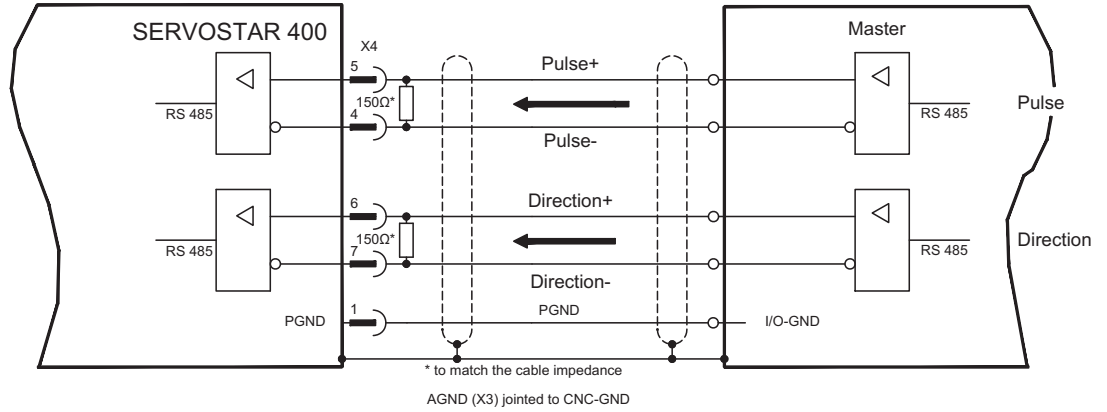 SERVOSTAR 400
Master
X4
5
Pulse+
150Ω*
RS 485
4
Pulse-
RS 485
Pulse
6
Direction+
150Ω*
RS 485
7
Direction-
RS 485
Direction
PGND
1
PGND
I/O-GND
* to match the cable impedance
AGND (X3) jointed to CNC-GND